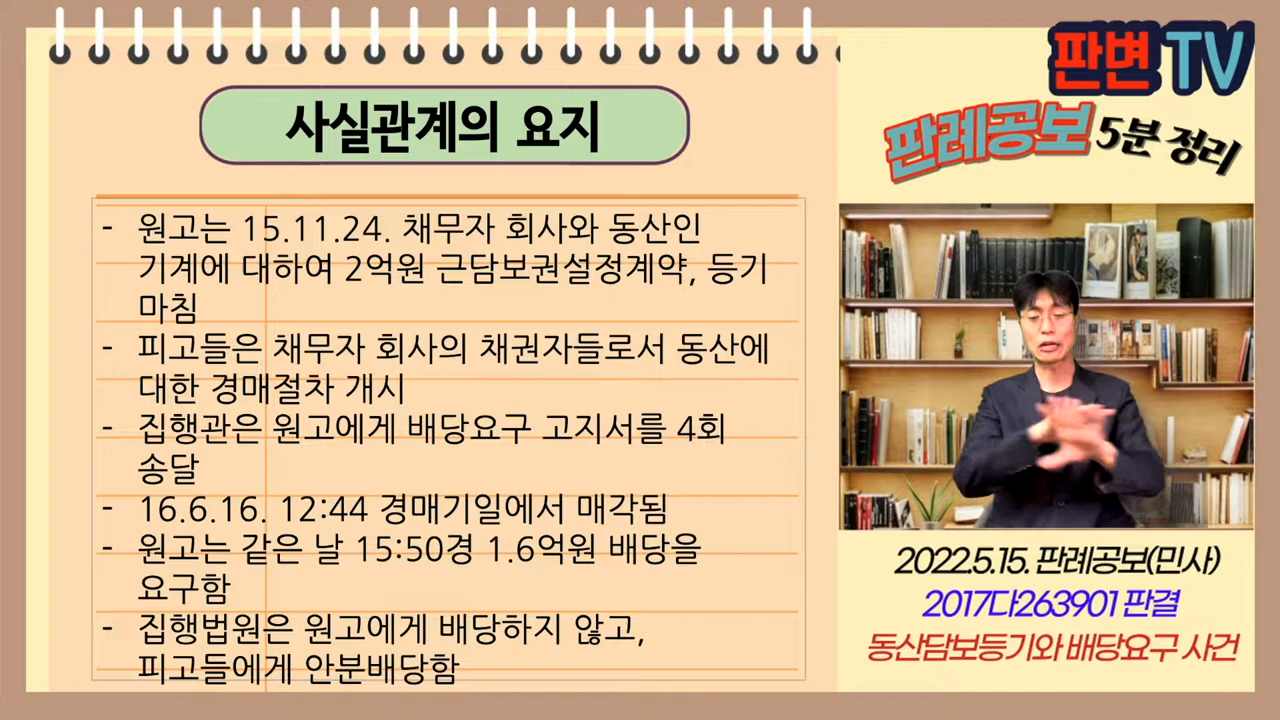 사실관계의 요지
- 원고는 15.11.24. 채무자 회사와 동산인
기계에 대하여 2억원 근담보권설정계약, 등기
마침
- 피고들은 채무자 회사의 채권자들로서 동산에
대한 경매절차 개시
- 집행관은 원고에게 배당요구 고지서를 4회
송달
- 16.6.16. 12:44 경매기일에서 매각됨
- 원고는 같은 날 15:50경 1.6억원 배당을
요구함
- 집행법원은 원고에게 배당하지 않고,
피고들에게 안분배당함
판변 TV
판례공보 5분 정리
2022.5.15. 판례공보(민사)
2017다263901 판결
동산담보등기와 배당요구 사건